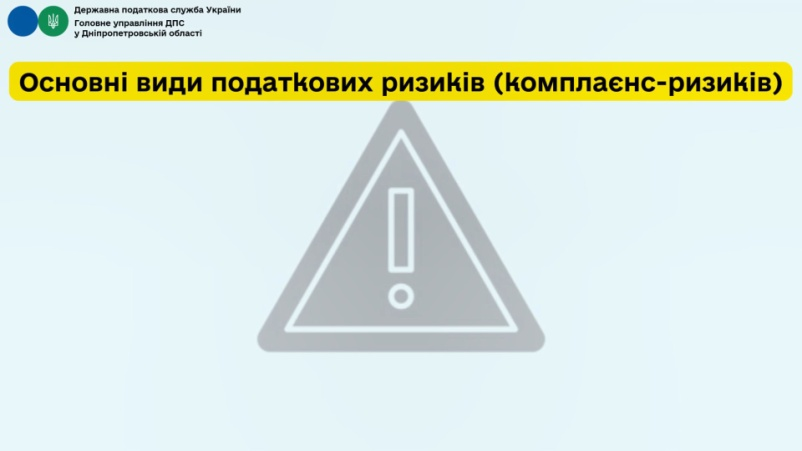 Державна податкова служба України
Головне управління ДПС
у Дніпропетровській області
Основні види податкових ризиків (комплаєнс-ризиків)